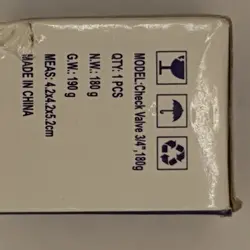 MODEL:Check Valve 3/4",180g
QTY: 1 PCS
N.W.: 180 g
G.W.: 190 g
MEAS: 4.2x4.2x5.2cm
MADE IN CHINA